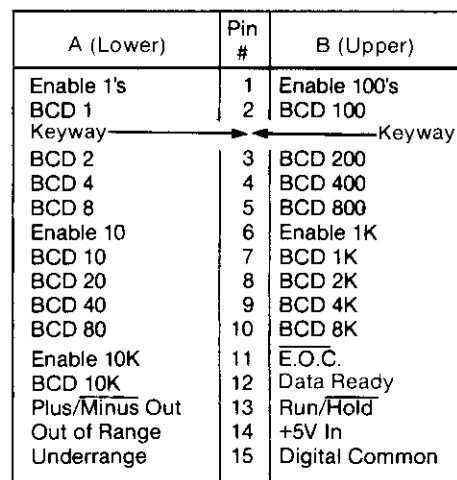 A (Lower) Pin # B (Upper)
Enable 1's 1 Enable 100's
BCD 1 2 BCD 100
Keyway Keyway
BCD 2 3 BCD 200
BCD 4 4 BCD 400
BCD 8 5 BCD 800
Enable 10 6 Enable 1K
BCD 10 7 BCD 1K
BCD 20 8 BCD 2K
BCD 40 9 BCD 4K
BCD 80 10 BCD 8K
Enable 10K 11 E.O.C.
BCD 10K 12 Data Ready
Plus/Minus Out 13 Run/Hold
Out of Range 14 +5V In
Underrange 15 Digital Common